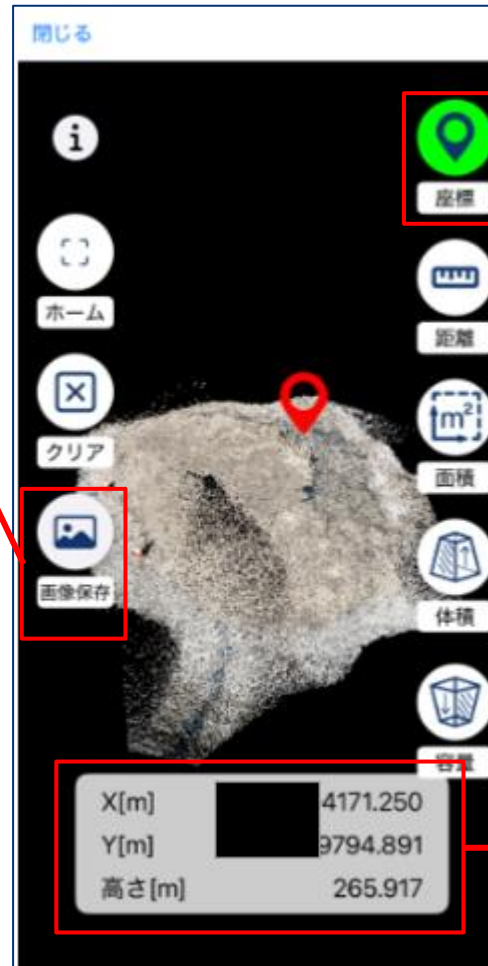 閉じる
i
座標
ホーム
距離
クリア
m²
面積
画像保存
体積
容量
X[m] 4171.250
Y[m] 9794.891
高さ[m] 265.917